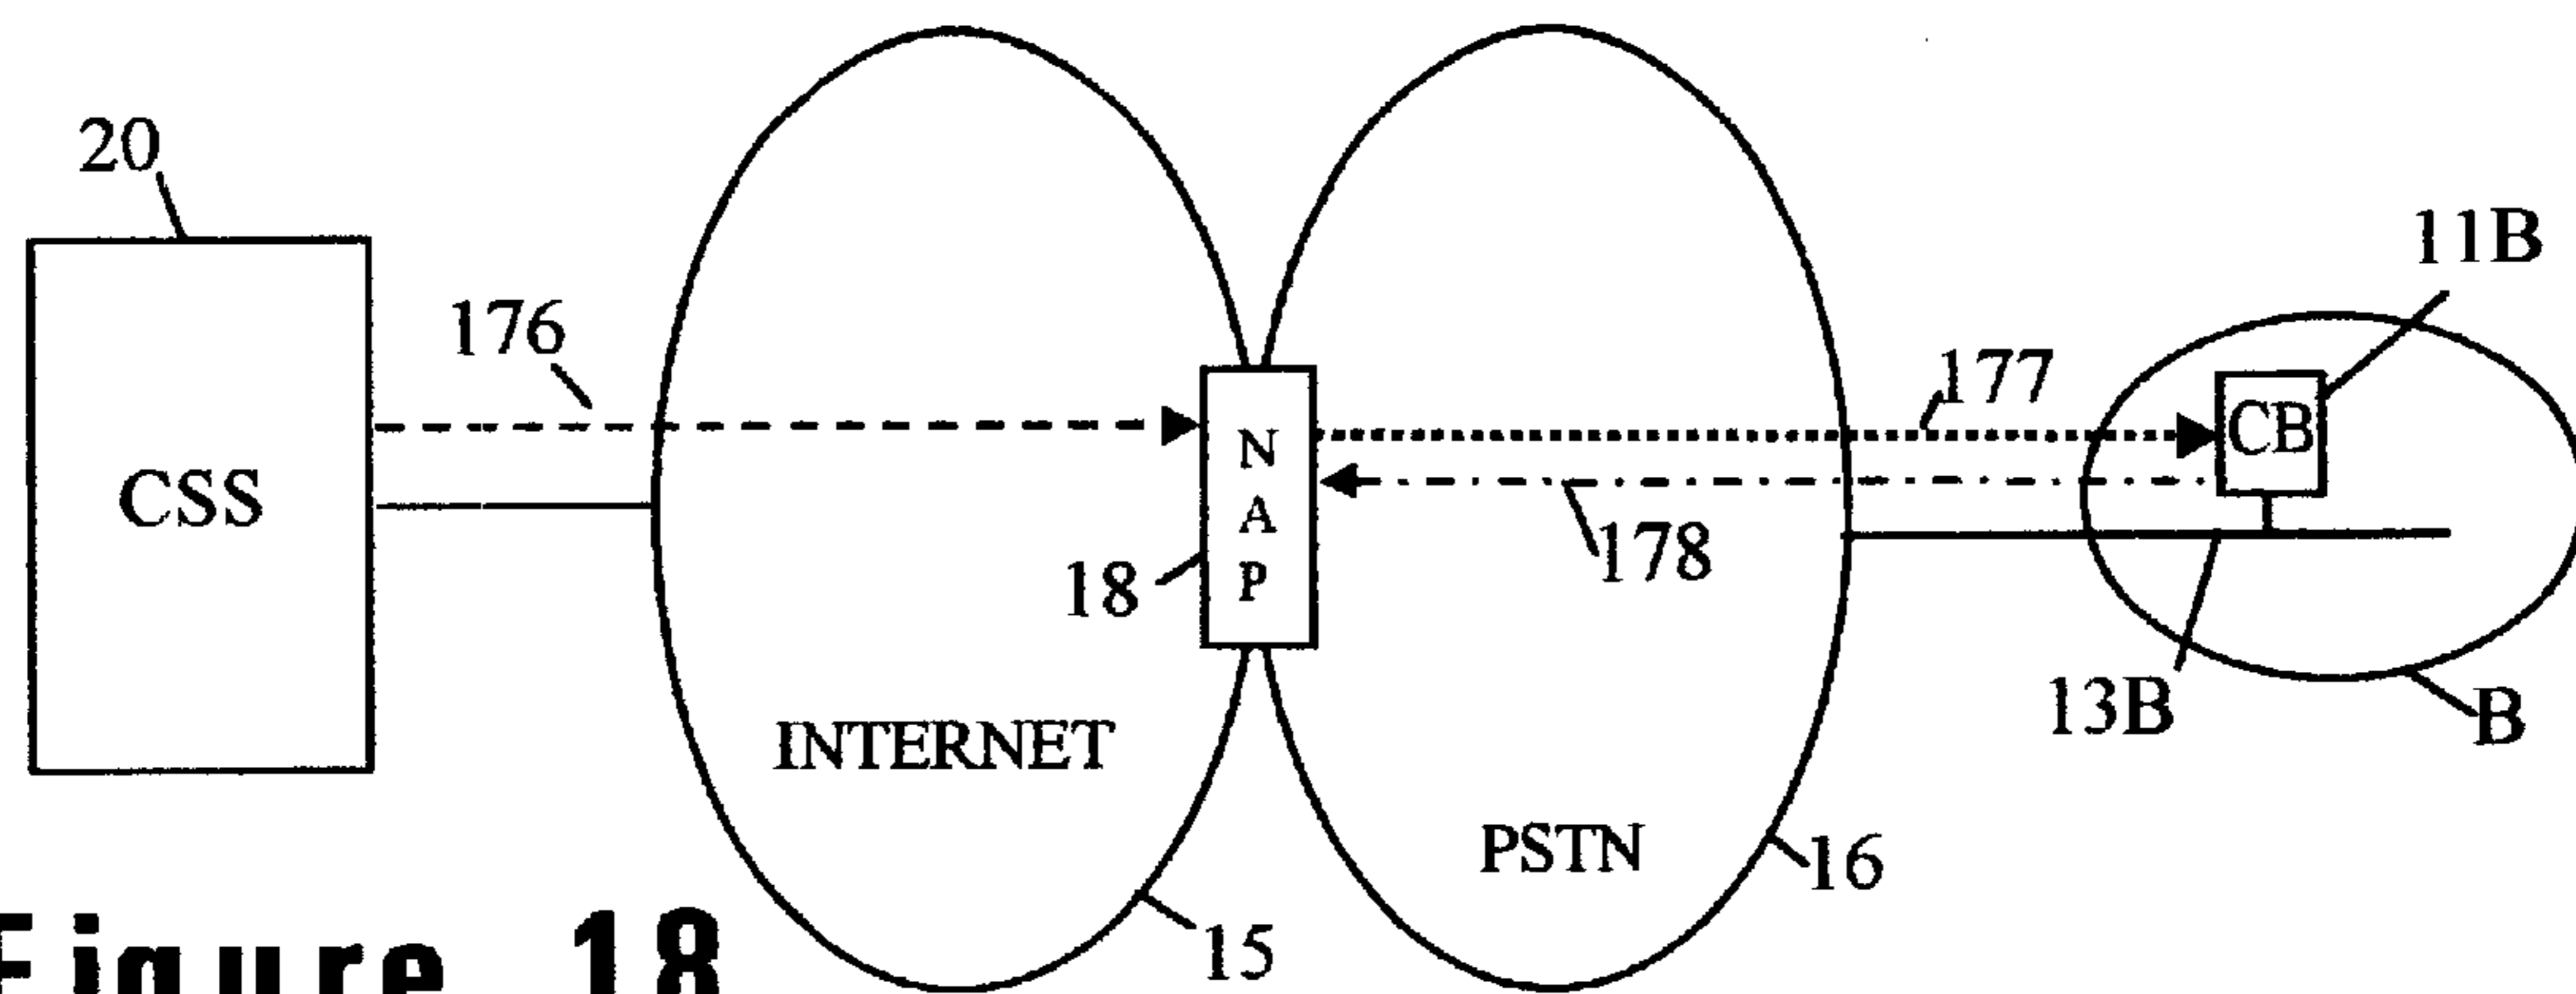 20
11B
176
177
CB
CSS
N
A
P
178
18
13B
B
INTERNET
PSTN
16
15
Figure 18